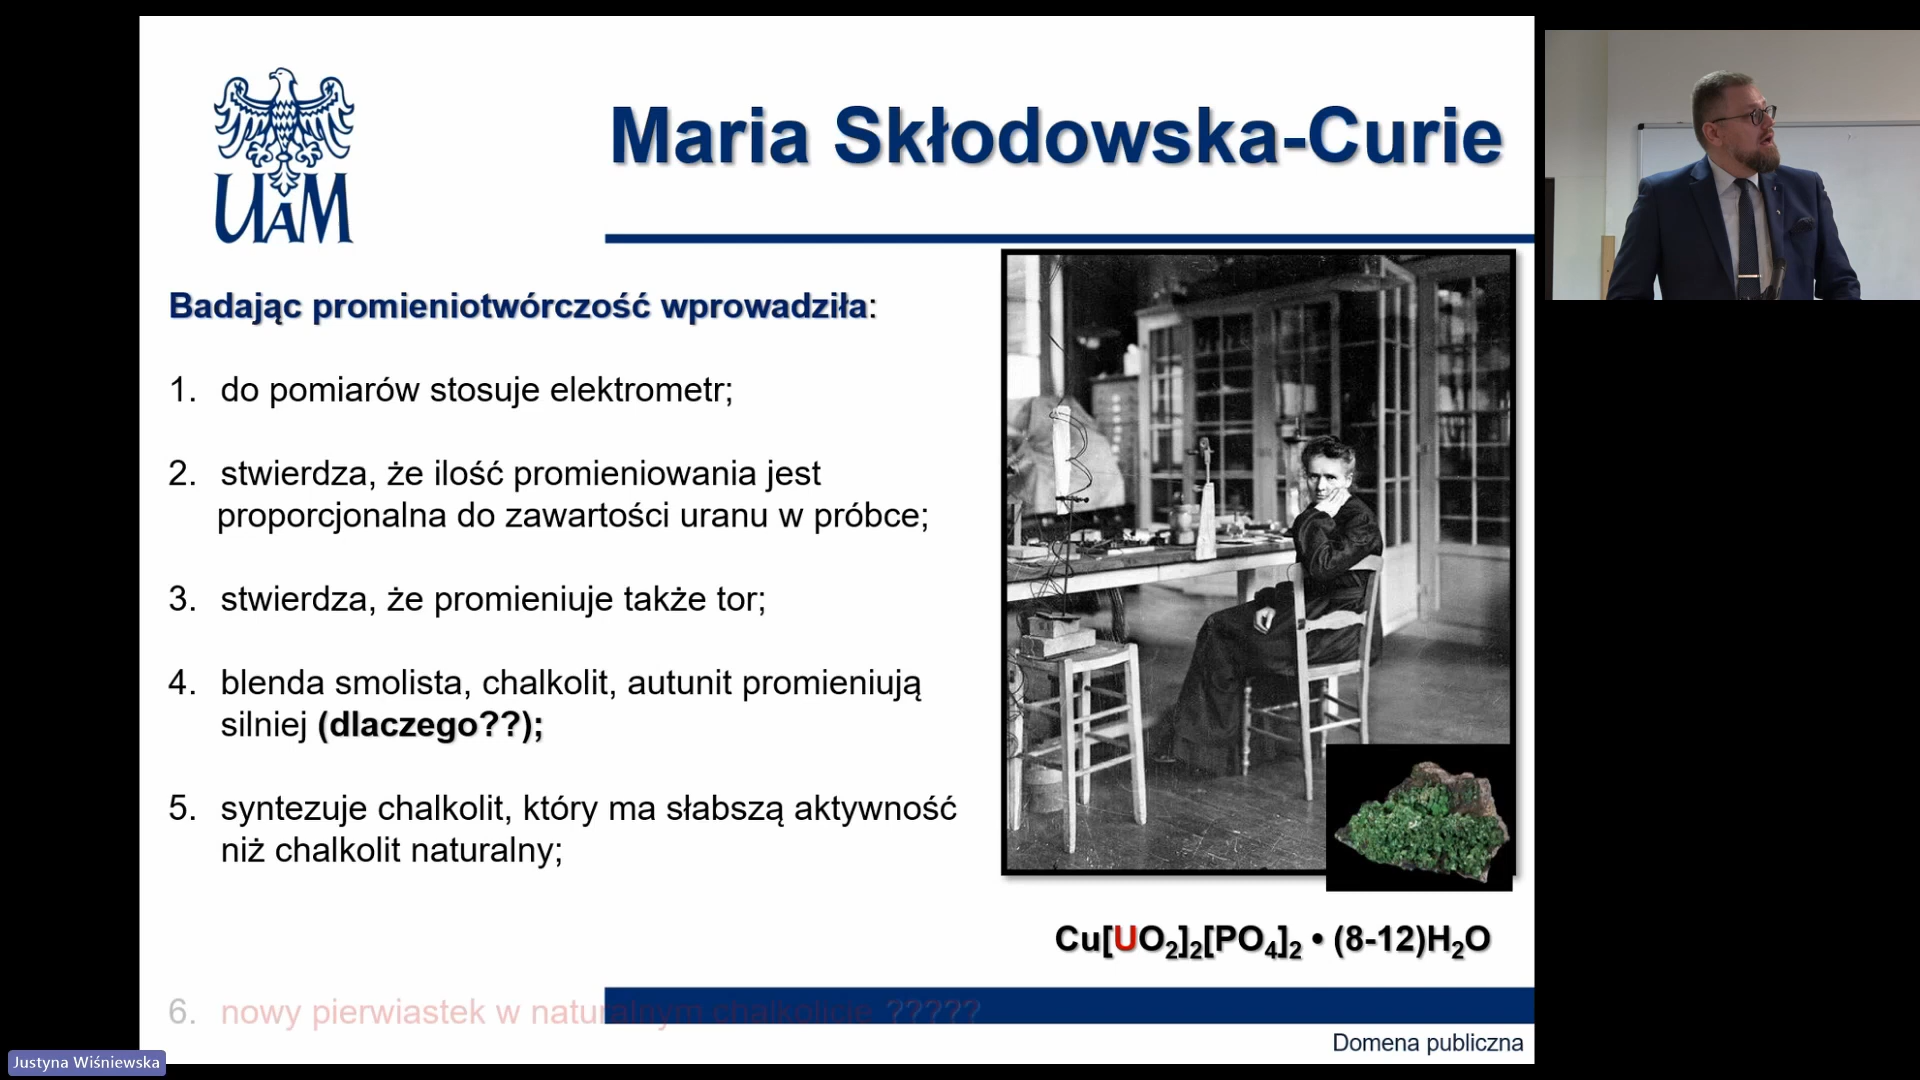 UAM
Maria Skłodowska-Curie
Badając promieniotwórczość wprowadziła:
1. do pomiarów stosuje elektrometr;
2. stwierdza, że ilość promieniowania jest
proporcjonalna do zawartości uranu w próbce;
3. stwierdza, że promieniuje także tor;
4. blenda smolista, chalkolit, autunit promieniują
silniej (dlaczego??);
5. syntezuje chalkolit, który ma słabszą aktywność
niż chalkolit naturalny;
Cu[UO₂]₂[PO₄]₂ • (8-12)H₂O
6. nowy pierwiastek w naturalnym chalkolicie ?????
Domena publiczna
Justyna Wiśniewska